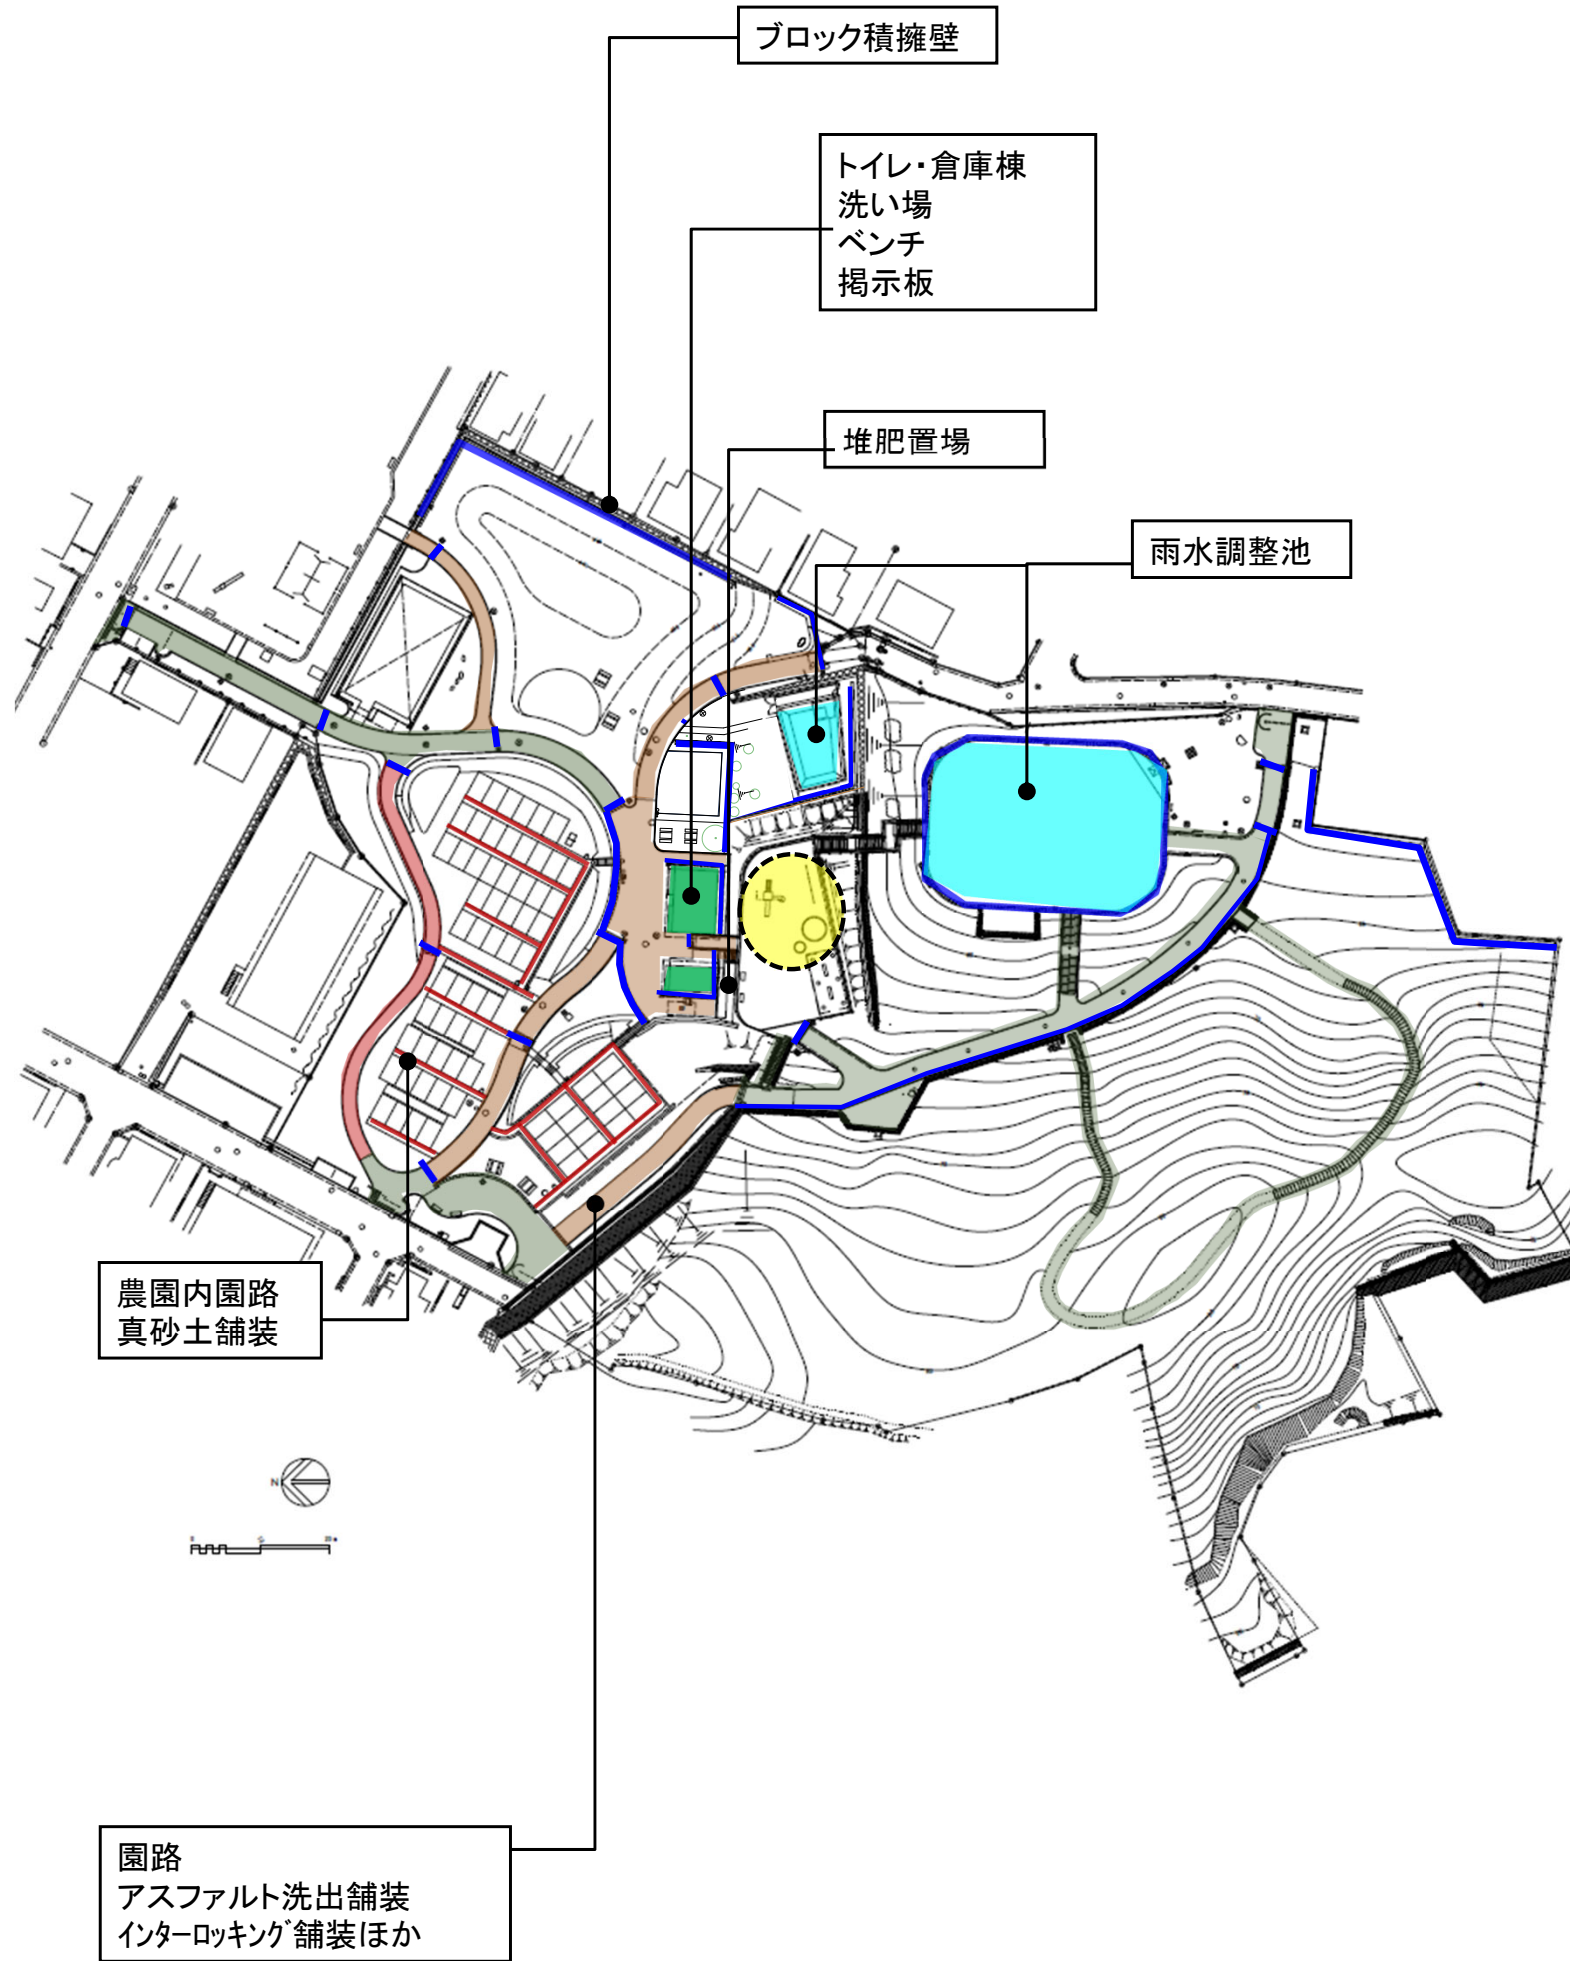 ブロック積擁壁
トイレ・倉庫棟
洗い場
ベンチ
掲示板
堆肥置場
雨水調整池
農園内園路
真砂土舗装
園路
アスファルト洗出舗装
インターロッキング舗装ほか
N